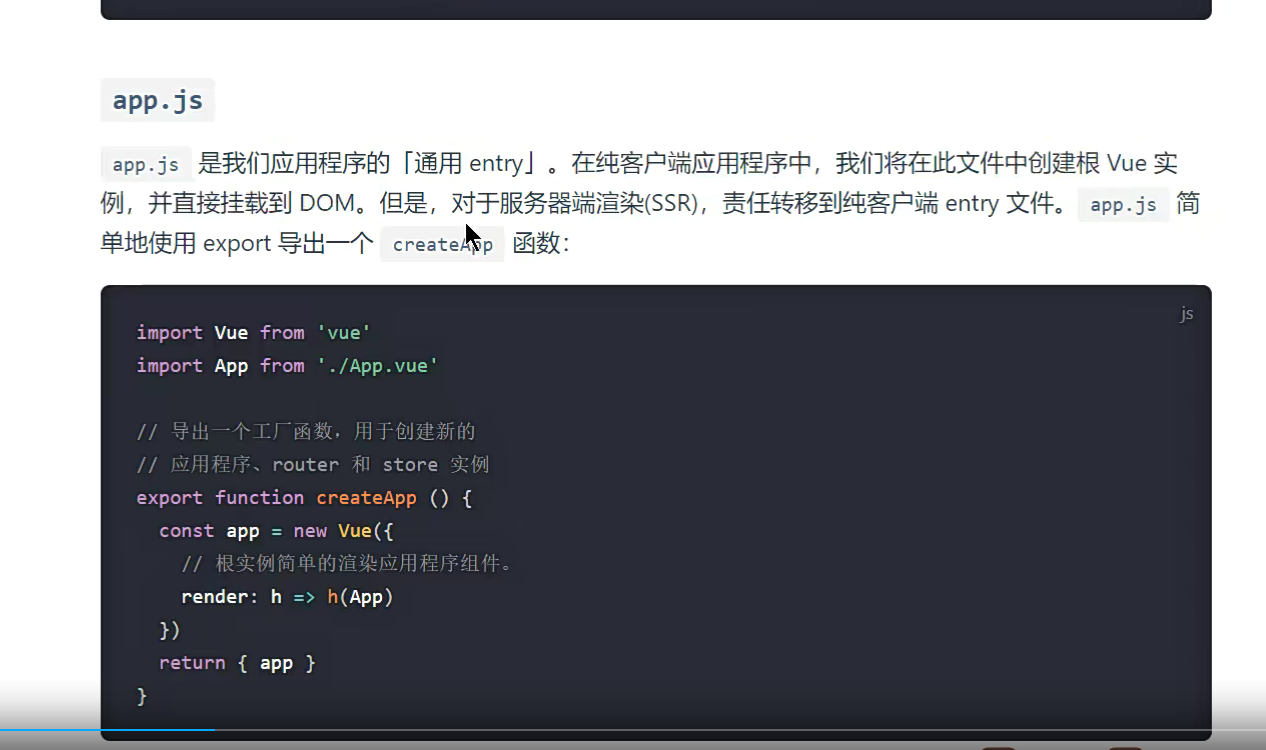 app.js
app.js 是我们应用程序的「通用 entry」。在纯客户端应用程序中，我们将在此文件中创建根 Vue 实
例，并直接挂载到 DOM。但是，对于服务器端渲染(SSR)，责任转移到纯客户端 entry 文件。 app.js 简
单地使用 export 导出一个 createApp 函数：
js
import Vue from 'vue'
import App from './App.vue'
// 导出一个工厂函数，用于创建新的
// 应用程序、router 和 store 实例
export function createApp () {
  const app = new Vue({
    // 根实例简单的渲染应用程序组件。
    render: h => h(App)
  })
  return { app }
}